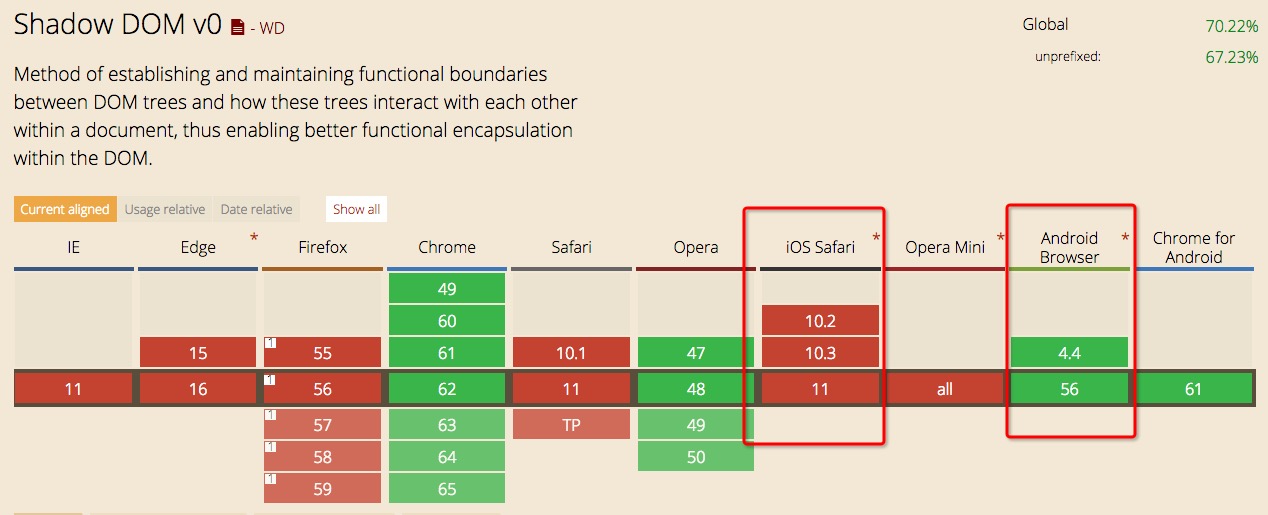 Shadow DOM v0 - WD
Global 70.22%
unprefixed: 67.23%
Method of establishing and maintaining functional boundaries
between DOM trees and how these trees interact with each other
within a document, thus enabling better functional encapsulation
within the DOM.
Current aligned Usage relative Date relative Show all
IE Edge * Firefox Chrome Safari Opera iOS Safari * Opera Mini * Android Browser * Chrome for Android
49
60 10.2
15 1 55 61 10.1 47 10.3 4.4
11 16 1 56 62 11 48 11 all 56 61
1 57 63 TP 49
1 58 64 50
1 59 65